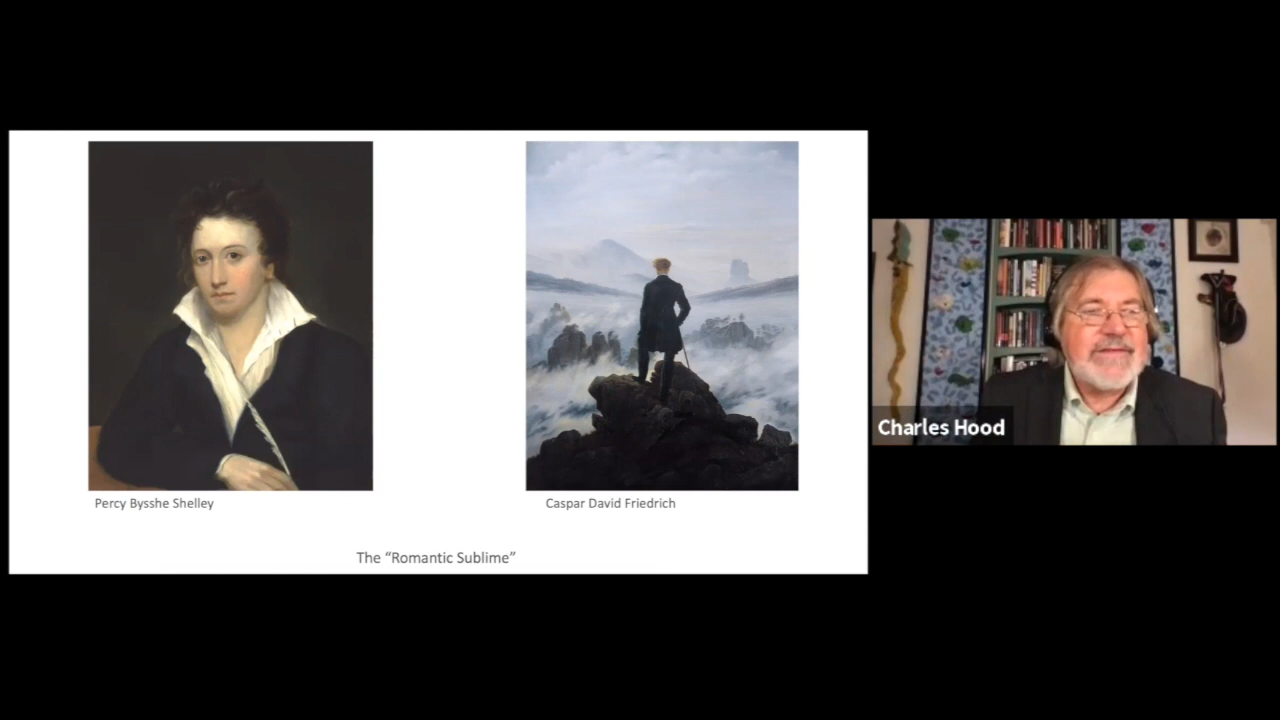 Percy Bysshe Shelley
Caspar David Friedrich
The “Romantic Sublime”
Charles Hood